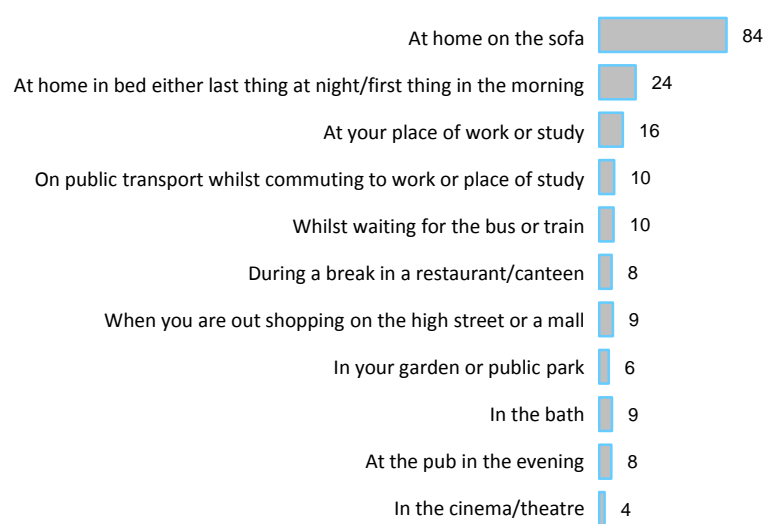 At home on the sofa 84
At home in bed either last thing at night/first thing in the morning 24
At your place of work or study 16
On public transport whilst commuting to work or place of study 10
Whilst waiting for the bus or train 10
During a break in a restaurant/canteen 8
When you are out shopping on the high street or a mall 9
In your garden or public park 6
In the bath 9
At the pub in the evening 8
In the cinema/theatre 4